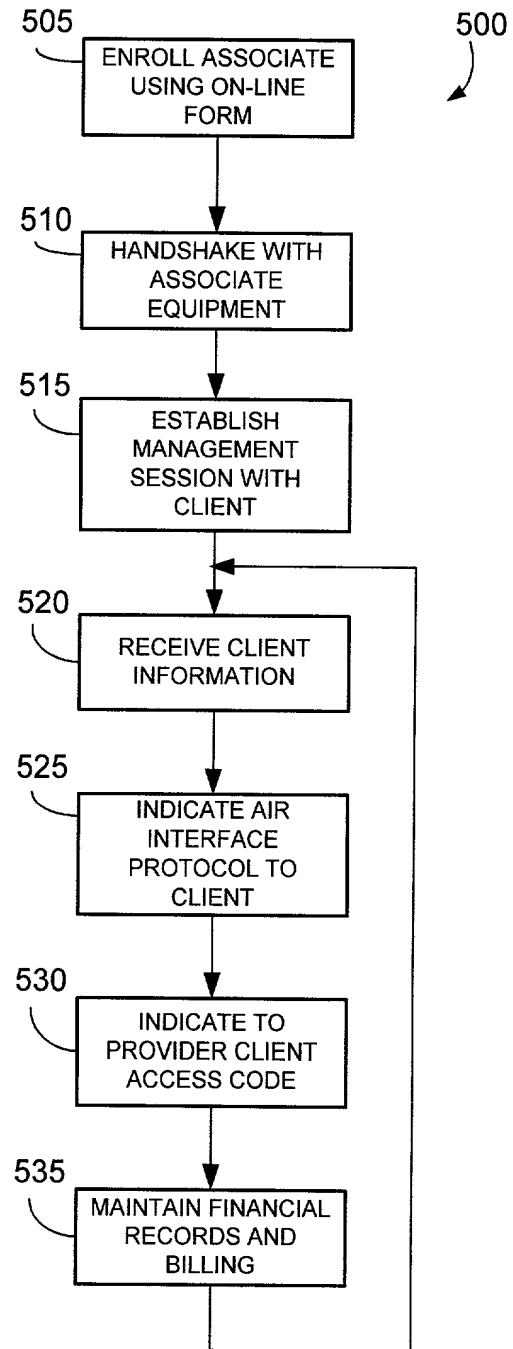 500
505
ENROLL ASSOCIATE
USING ON-LINE
FORM
510
HANDSHAKE WITH
ASSOCIATE
EQUIPMENT
515
ESTABLISH
MANAGEMENT
SESSION WITH
CLIENT
520
RECEIVE CLIENT
INFORMATION
525
INDICATE AIR
INTERFACE
PROTOCOL TO
CLIENT
530
INDICATE TO
PROVIDER CLIENT
ACCESS CODE
535
MAINTAIN FINANCIAL
RECORDS AND
BILLING